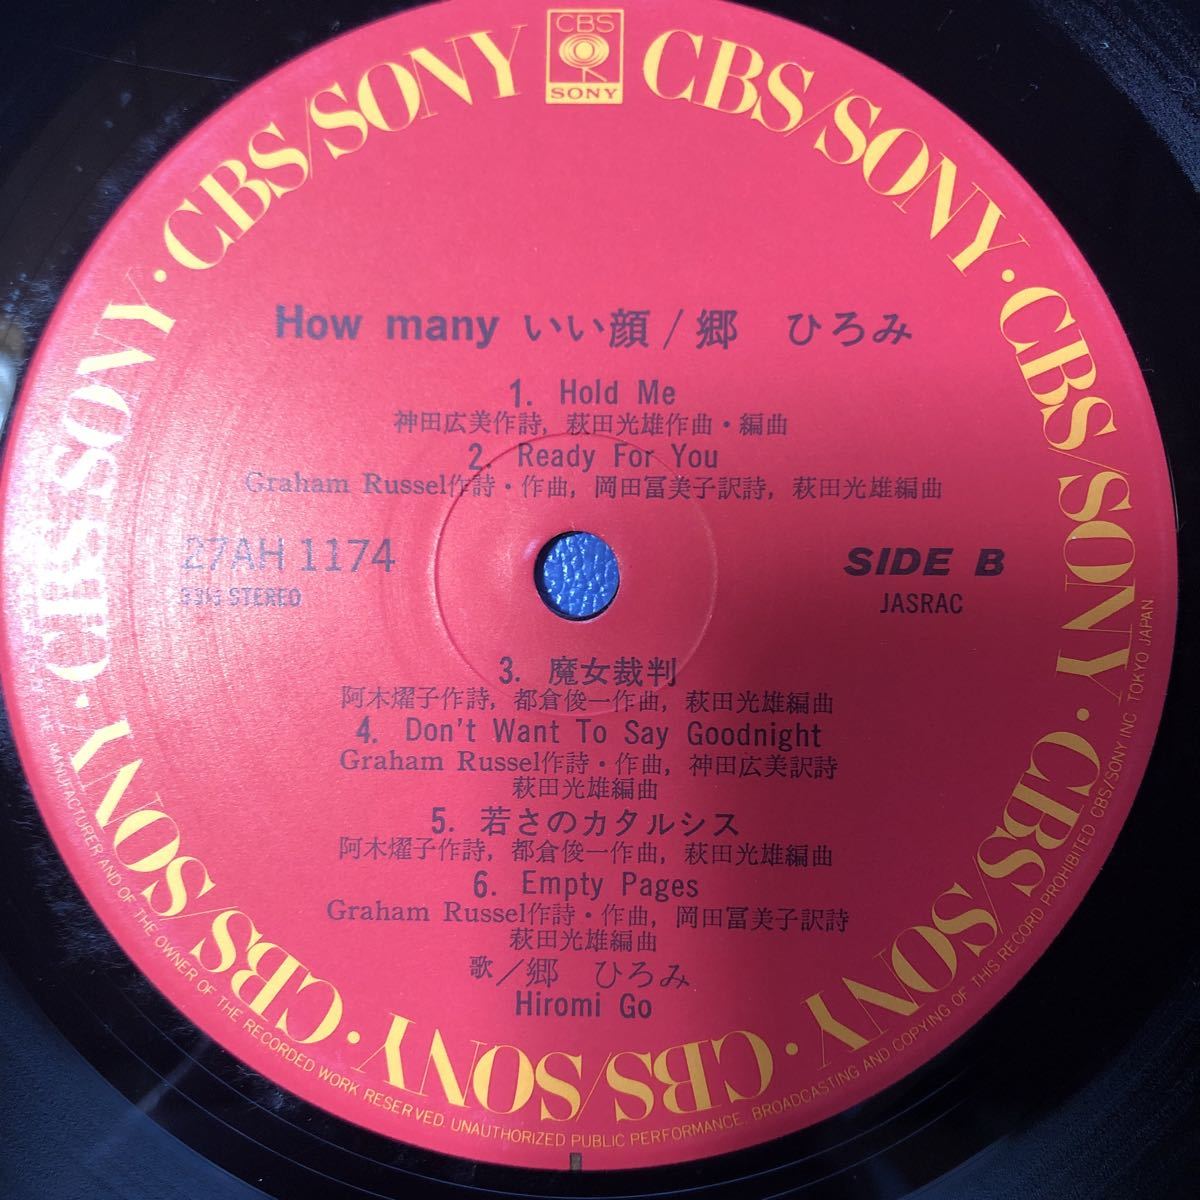 CBS
SONY
CBS/SONY · CBS/SONY · CBS/SONY · CBS/SONY · CBS/SONY · CBS/SONY · CBS/SONY · CBS/SONY · CBS/SONY
How many いい顔／郷　ひろみ
1. Hold Me
神田広美作詩, 萩田光雄作曲・編曲
2. Ready For You
Graham Russel作詩・作曲, 岡田冨美子訳詩, 萩田光雄編曲
27AH 1174
33⅓ STEREO
SIDE B
JASRAC
3. 魔女裁判
阿木燿子作詩, 都倉俊一作曲, 萩田光雄編曲
4. Don't Want To Say Goodnight
Graham Russel作詩・作曲, 神田広美訳詩
萩田光雄編曲
5. 若さのカタルシス
阿木燿子作詩, 都倉俊一作曲, 萩田光雄編曲
6. Empty Pages
Graham Russel作詩・作曲, 岡田冨美子訳詩
萩田光雄編曲
歌／郷　ひろみ
Hiromi Go
THE MANUFACTURER AND OF THE OWNER OF THE RECORDED WORK RESERVED. UNAUTHORIZED PUBLIC PERFORMANCE, BROADCASTING AND COPYING OF THIS RECORD PROHIBITED CBS/SONY INC TOKYO JAPAN